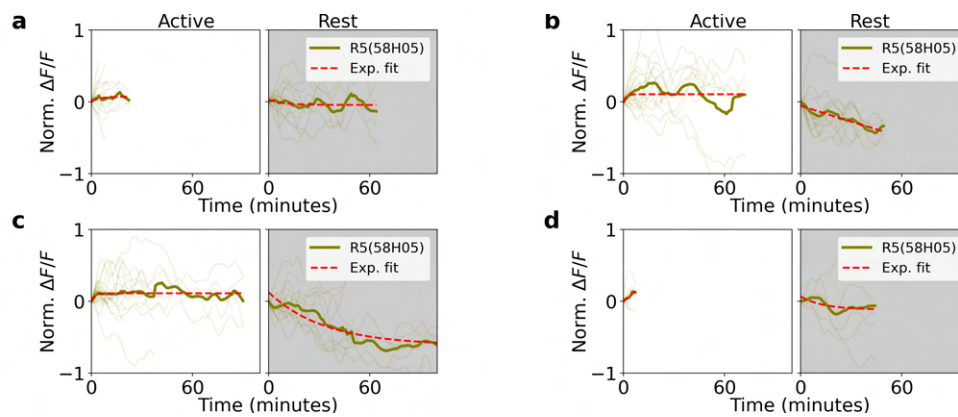 a
Active
Rest
Norm. ΔF/F
1
0
−1
R5(58H05)
Exp. fit
0
60
0
60
Time (minutes)
b
Active
Rest
Norm. ΔF/F
1
0
−1
R5(58H05)
Exp. fit
0
60
0
60
Time (minutes)
c
Norm. ΔF/F
1
0
−1
R5(58H05)
Exp. fit
0
60
0
60
Time (minutes)
d
Norm. ΔF/F
1
0
−1
R5(58H05)
Exp. fit
0
60
0
60
Time (minutes)